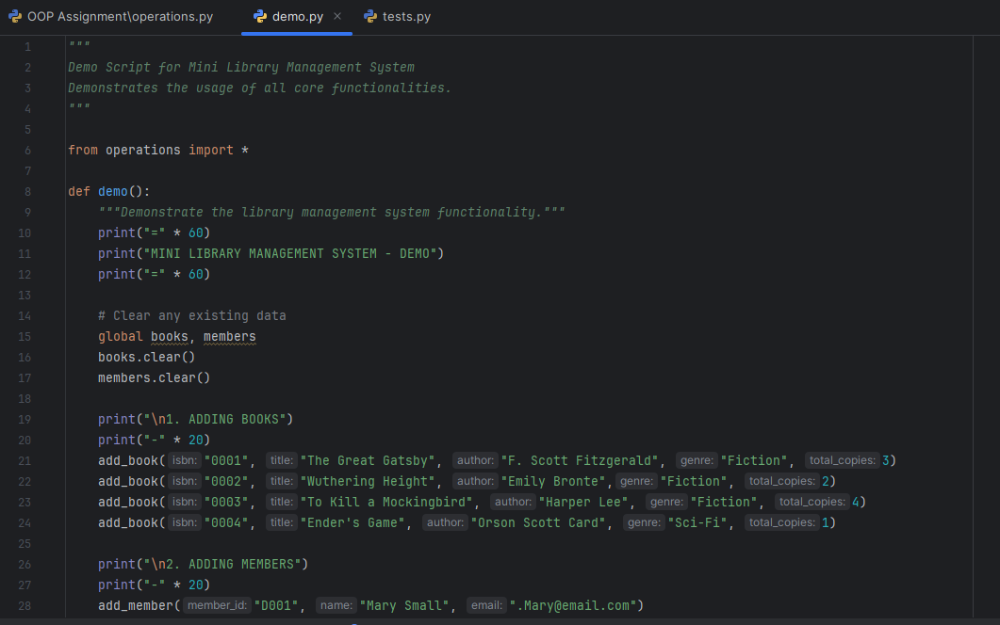 OOP Assignment\operations.py demo.py × tests.py
1 """
2 Demo Script for Mini Library Management System
3 Demonstrates the usage of all core functionalities.
4 """
5
6 from operations import *
7
8 def demo():
9 """Demonstrate the library management system functionality."""
10 print("=" * 60)
11 print("MINI LIBRARY MANAGEMENT SYSTEM - DEMO")
12 print("=" * 60)
13
14 # Clear any existing data
15 global books, members
16 books.clear()
17 members.clear()
18
19 print("\n1. ADDING BOOKS")
20 print("-" * 20)
21 add_book( isbn: "0001", title: "The Great Gatsby", author: "F. Scott Fitzgerald", genre: "Fiction", total_copies: 3)
22 add_book( isbn: "0002", title: "Wuthering Height", author: "Emily Bronte", genre: "Fiction", total_copies: 2)
23 add_book( isbn: "0003", title: "To Kill a Mockingbird", author: "Harper Lee", genre: "Fiction", total_copies: 4)
24 add_book( isbn: "0004", title: "Ender's Game", author: "Orson Scott Card", genre: "Sci-Fi", total_copies: 1)
25
26 print("\n2. ADDING MEMBERS")
27 print("-" * 20)
28 add_member( member_id: "D001", name: "Mary Small", email: ".Mary@email.com")